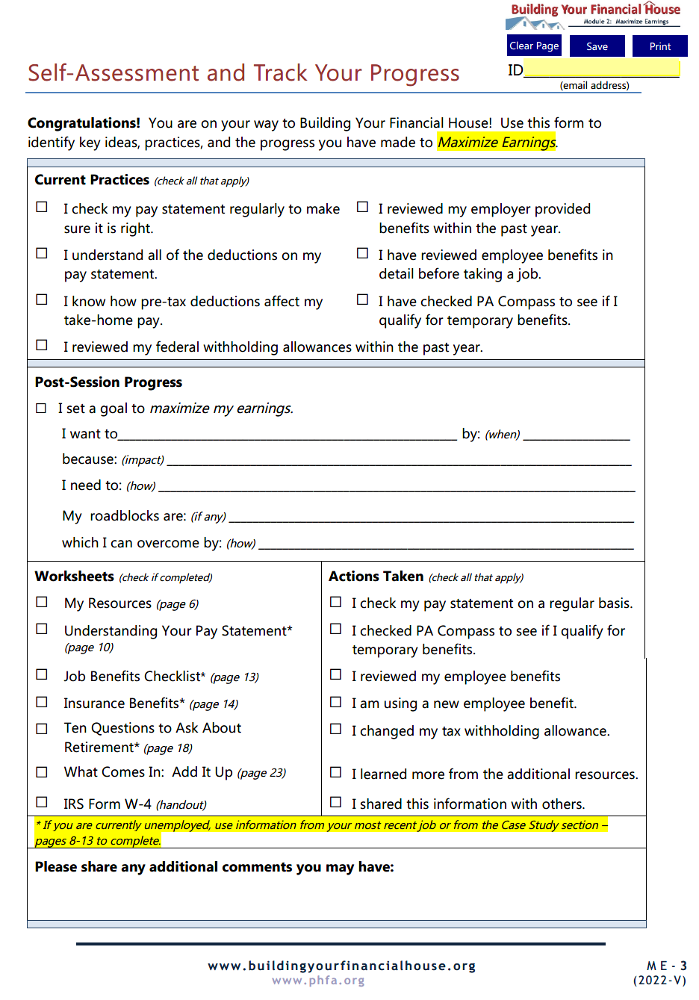 Building Your Financial House
Module 2: Maximize Earnings
Clear Page Save Print
Self-Assessment and Track Your Progress
ID
(email address)
Congratulations! You are on your way to Building Your Financial House! Use this form to
identify key ideas, practices, and the progress you have made to Maximize Earnings.
Current Practices (check all that apply)
☐ I check my pay statement regularly to make
sure it is right.
☐ I understand all of the deductions on my
pay statement.
☐ I know how pre-tax deductions affect my
take-home pay.
☐ I reviewed my employer provided
benefits within the past year.
☐ I have reviewed employee benefits in
detail before taking a job.
☐ I have checked PA Compass to see if I
qualify for temporary benefits.
☐ I reviewed my federal withholding allowances within the past year.
Post-Session Progress
☐ I set a goal to maximize my earnings.
I want to__________ by: (when) __________
because: (impact) __________
I need to: (how) __________
My roadblocks are: (if any) __________
which I can overcome by: (how) __________
Worksheets (check if completed)
☐ My Resources (page 6)
☐ Understanding Your Pay Statement*
(page 10)
☐ Job Benefits Checklist* (page 13)
☐ Insurance Benefits* (page 14)
☐ Ten Questions to Ask About
Retirement* (page 18)
☐ What Comes In: Add It Up (page 23)
☐ IRS Form W-4 (handout)
Actions Taken (check all that apply)
☐ I check my pay statement on a regular basis.
☐ I checked PA Compass to see if I qualify for
temporary benefits.
☐ I reviewed my employee benefits
☐ I am using a new employee benefit.
☐ I changed my tax withholding allowance.
☐ I learned more from the additional resources.
☐ I shared this information with others.
* If you are currently unemployed, use information from your most recent job or from the Case Study section –
pages 8-13 to complete.
Please share any additional comments you may have:
www.buildingyourfinancialhouse.org
www.phfa.org
ME-3
(2022-V)